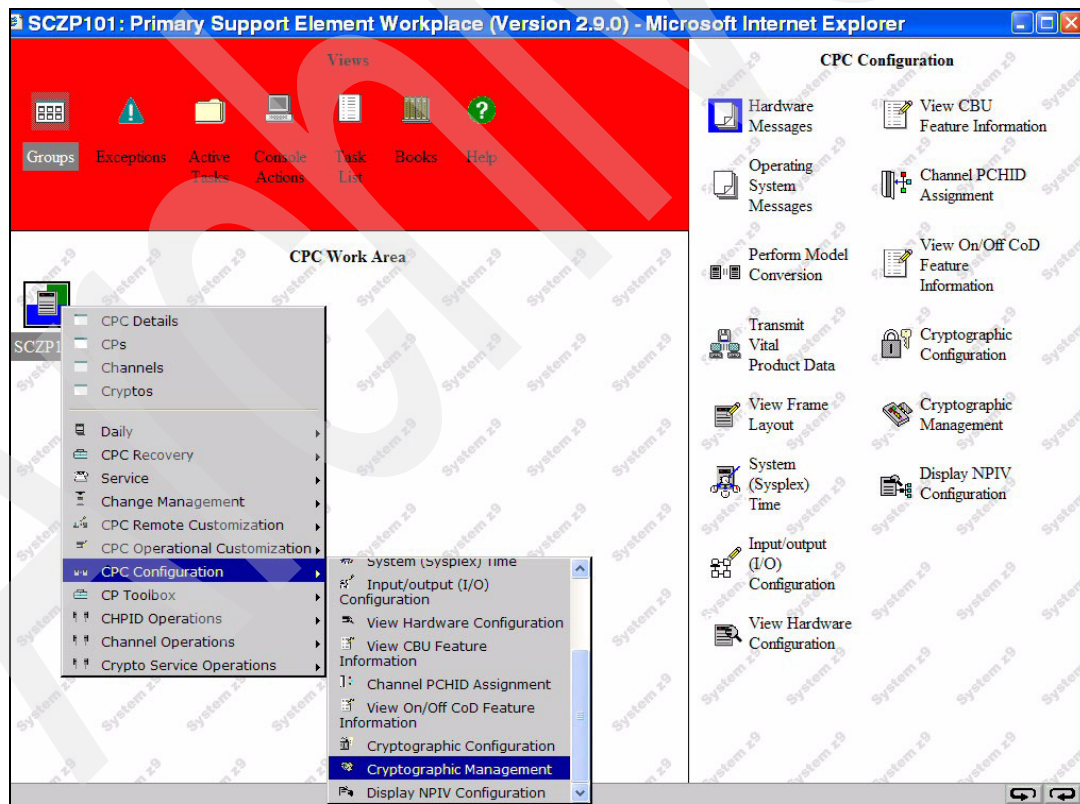 SCZP101: Primary Support Element Workplace (Version 2.9.0) - Microsoft Internet Explorer
Views
Groups
Exceptions
Active
Tasks
Console
Actions
Task
List
Books
Help
CPC Work Area
SCZP1
CPC Details
CPs
Channels
Cryptos
Daily
CPC Recovery
Service
Change Management
CPC Remote Customization
CPC Operational Customization
CPC Configuration
CP Toolbox
CHPID Operations
Channel Operations
Crypto Service Operations
System (Sysplex) Time
Input/output (I/O)
Configuration
View Hardware Configuration
View CBU Feature
Information
Channel PCHID Assignment
View On/Off CoD Feature
Information
Cryptographic Configuration
Cryptographic Management
Display NPIV Configuration
CPC Configuration
Hardware
Messages
Operating
System
Messages
Perform Model
Conversion
Transmit
Vital
Product Data
View Frame
Layout
System
(Sysplex)
Time
Input/output
(I/O)
Configuration
View Hardware
Configuration
View CBU
Feature Information
Channel PCHID
Assignment
View On/Off CoD
Feature
Information
Cryptographic
Configuration
Cryptographic
Management
Display NPIV
Configuration
System z9